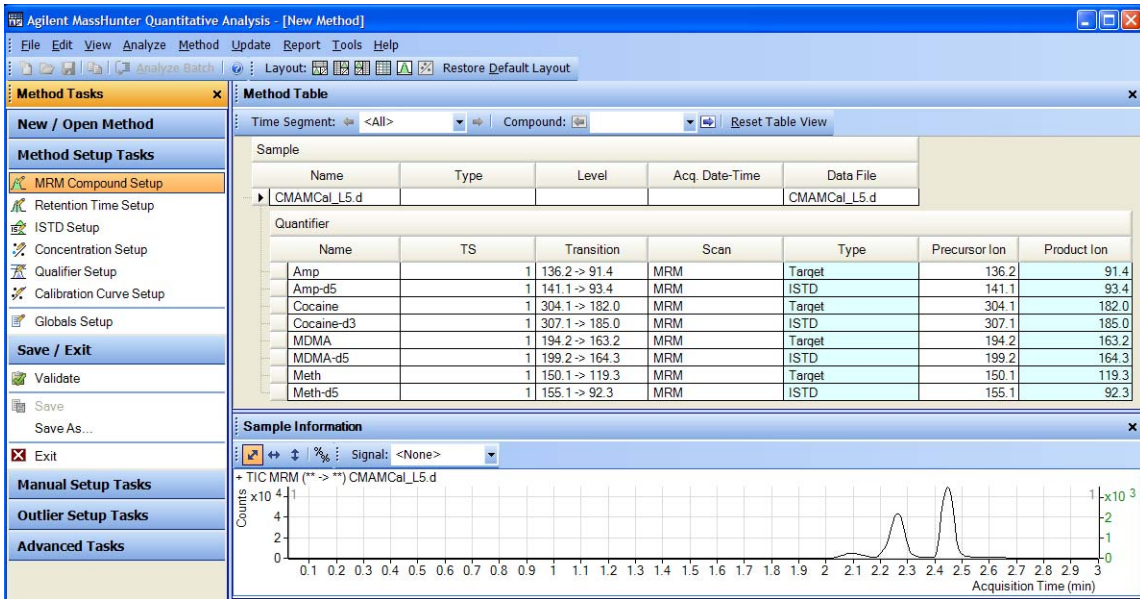 Agilent MassHunter Quantitative Analysis - [New Method]
File Edit View Analyze Method Update Report Tools Help
Analyze Batch Layout: Restore Default Layout
Method Tasks
New / Open Method
Method Setup Tasks
MRM Compound Setup
Retention Time Setup
ISTD Setup
Concentration Setup
Qualifier Setup
Calibration Curve Setup
Globals Setup
Save / Exit
Validate
Save
Save As...
Exit
Manual Setup Tasks
Outlier Setup Tasks
Advanced Tasks
Method Table
Time Segment: <All> Compound: Reset Table View
Sample
Name Type Level Acq. Date-Time Data File
CMAMCal_L5.d CMAMCal_L5.d
Quantifier
Name TS Transition Scan Type Precursor Ion Product Ion
Amp 1 136.2 -> 91.4 MRM Target 136.2 91.4
Amp-d5 1 141.1 -> 93.4 MRM ISTD 141.1 93.4
Cocaine 1 304.1 -> 182.0 MRM Target 304.1 182.0
Cocaine-d3 1 307.1 -> 185.0 MRM ISTD 307.1 185.0
MDMA 1 194.2 -> 163.2 MRM Target 194.2 163.2
MDMA-d5 1 199.2 -> 164.3 MRM ISTD 199.2 164.3
Meth 1 150.1 -> 119.3 MRM Target 150.1 119.3
Meth-d5 1 155.1 -> 92.3 MRM ISTD 155.1 92.3
Sample Information
Signal: <None>
+ TIC MRM (** -> **) CMAMCal_L5.d
Counts
x10 4 1 1 x10 3
4 2
2 1
0 0
0.1 0.2 0.3 0.4 0.5 0.6 0.7 0.8 0.9 1 1.1 1.2 1.3 1.4 1.5 1.6 1.7 1.8 1.9 2 2.1 2.2 2.3 2.4 2.5 2.6 2.7 2.8 2.9 3
Acquisition Time (min)